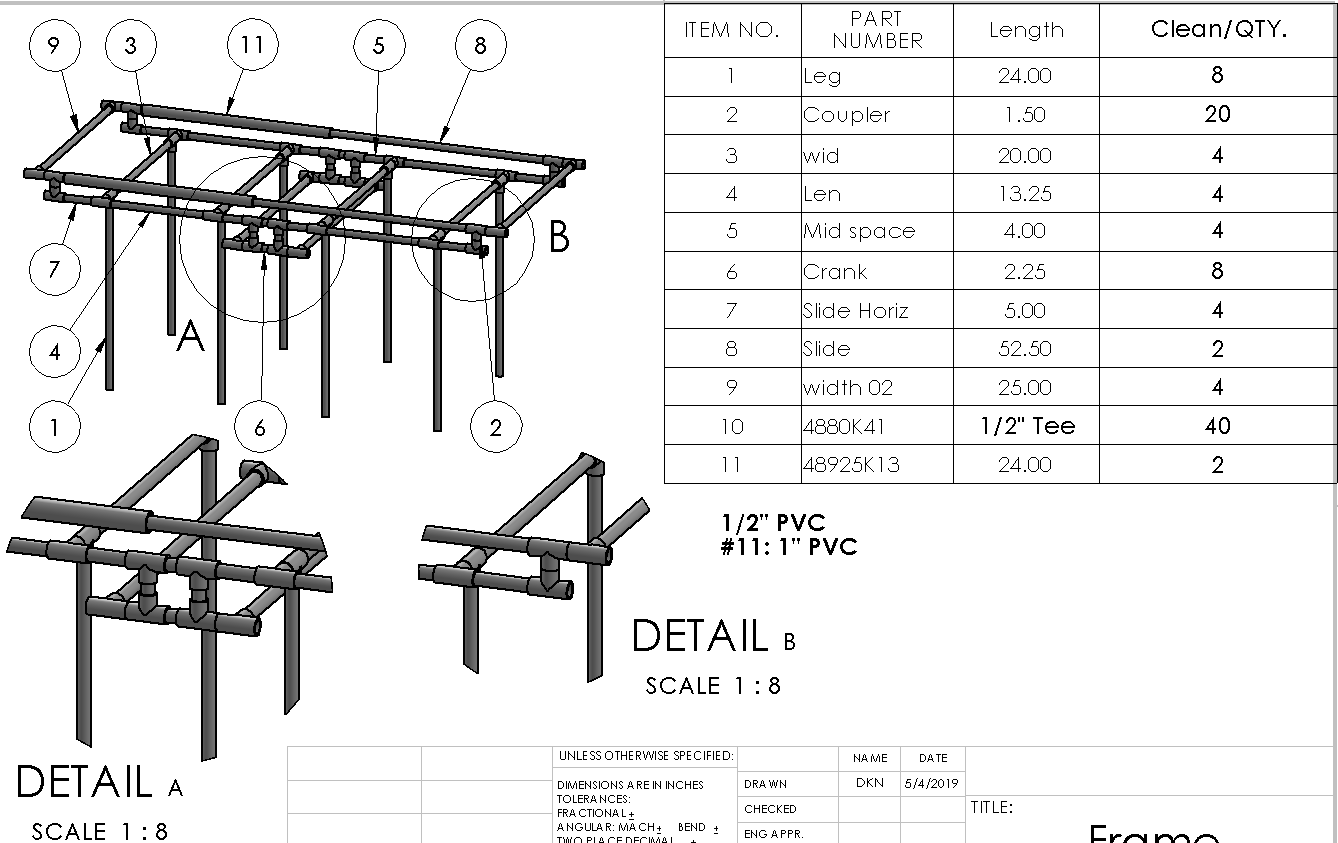 9 3 11 5 8
B
7
A
4
1 6 2
ITEM NO. PART NUMBER Length Clean/QTY.
1 Leg 24.00 8
2 Coupler 1.50 20
3 wid 20.00 4
4 Len 13.25 4
5 Mid space 4.00 4
6 Crank 2.25 8
7 Slide Horiz 5.00 4
8 Slide 52.50 2
9 width 02 25.00 4
10 4880K41 1/2" Tee 40
11 48925K13 24.00 2
1/2" PVC
#11: 1" PVC
DETAIL B
SCALE 1 : 8
DETAIL A
SCALE 1 : 8
UNLESS OTHERWISE SPECIFIED:
DIMENSIONS ARE IN INCHES
TOLERANCES:
FRACTIONAL ±
ANGULAR: MACH ± BEND ±
TWO PLACE DECIMAL ±
NAME DATE
DRAWN DKN 5/4/2019
CHECKED
ENG APPR.
TITLE:
Frame